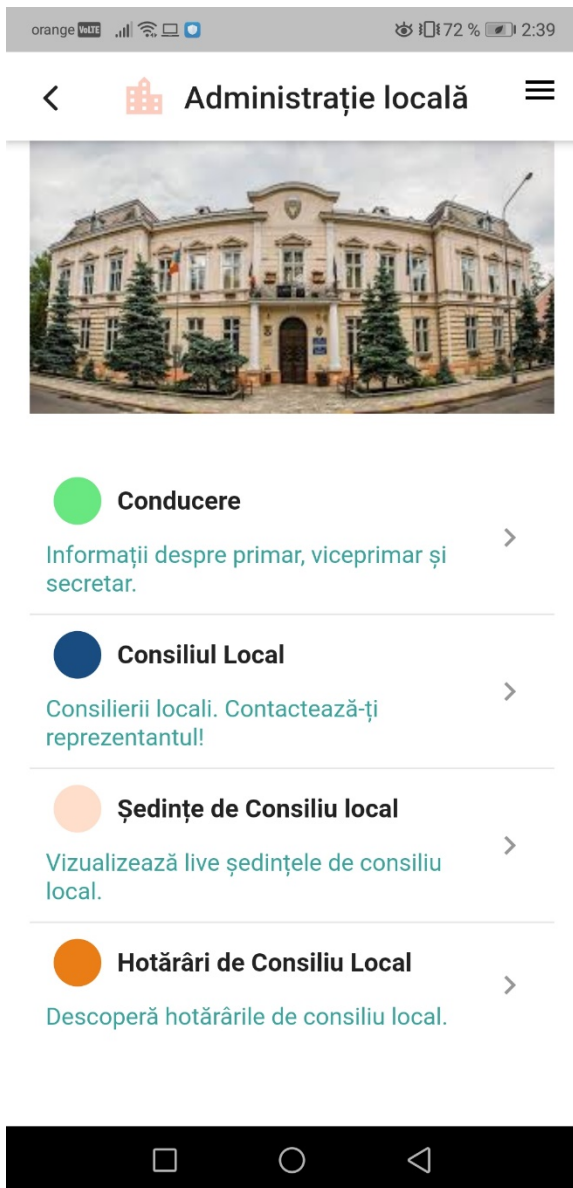 orange VoLTE 72 % 2:39
Administrație locală
Conducere
Informații despre primar, viceprimar și
secretar.
Consiliul Local
Consilierii locali. Contactează-ți
reprezentantul!
Ședințe de Consiliu local
Vizualizează live ședințele de consiliu
local.
Hotărâri de Consiliu Local
Descoperă hotărârile de consiliu local.